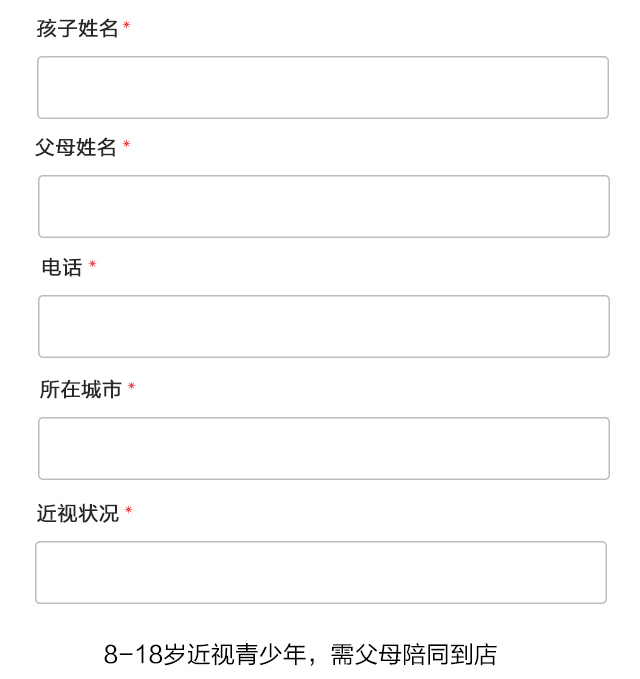 孩子姓名*
父母姓名 *
电话 *
所在城市 *
近视状况 *
8-18岁近视青少年，需父母陪同到店